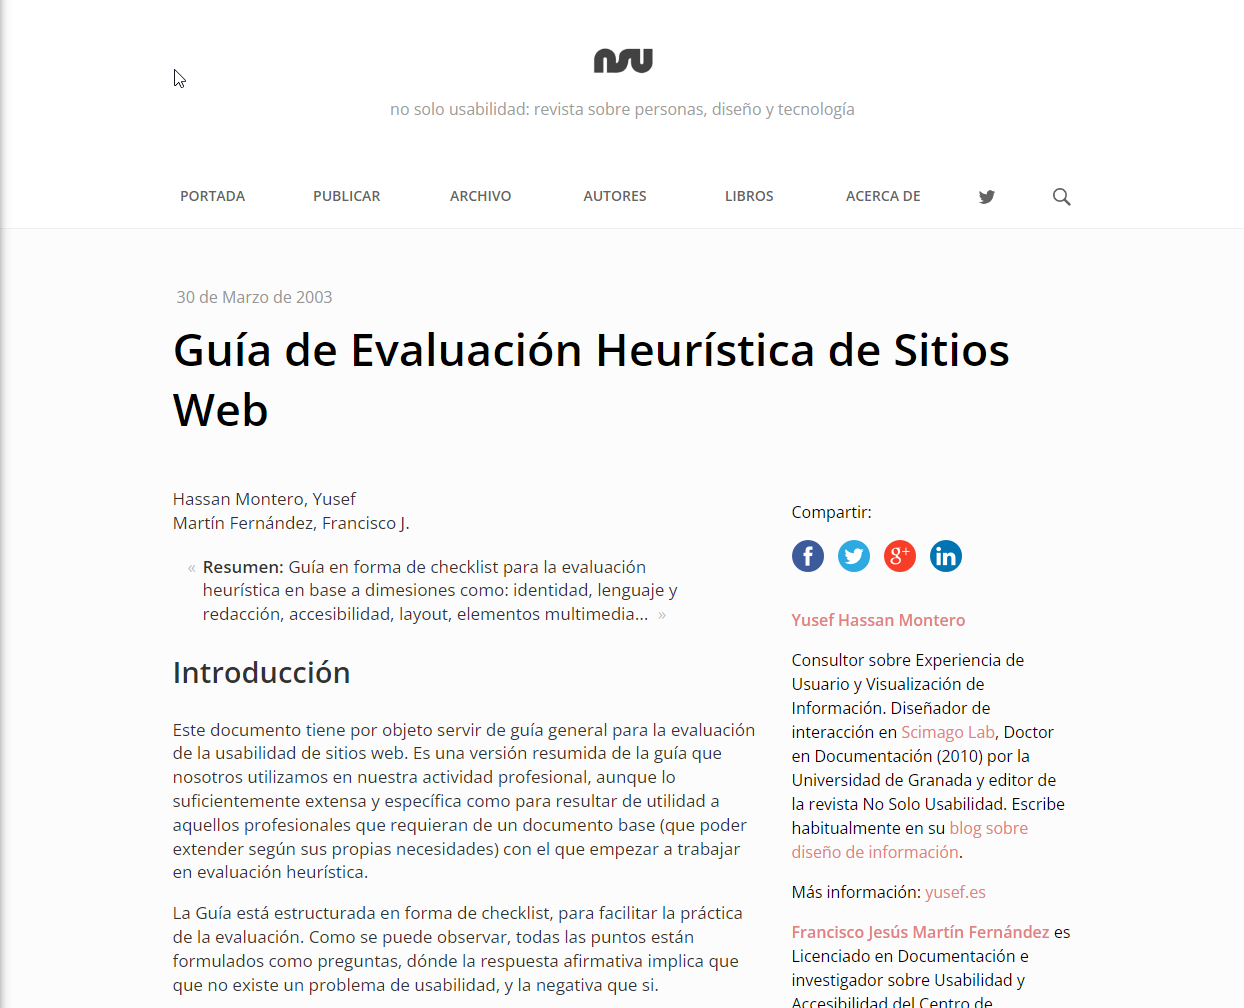 nsu
no solo usabilidad: revista sobre personas, diseño y tecnología
PORTADA PUBLICAR ARCHIVO AUTORES LIBROS ACERCA DE
30 de Marzo de 2003
Guía de Evaluación Heurística de Sitios
Web
Hassan Montero, Yusef
Martín Fernández, Francisco J.
« Resumen: Guía en forma de checklist para la evaluación
heurística en base a dimesiones como: identidad, lenguaje y
redacción, accesibilidad, layout, elementos multimedia... »
Introducción
Este documento tiene por objeto servir de guía general para la evaluación
de la usabilidad de sitios web. Es una versión resumida de la guía que
nosotros utilizamos en nuestra actividad profesional, aunque lo
suficientemente extensa y específica como para resultar de utilidad a
aquellos profesionales que requieran de un documento base (que poder
extender según sus propias necesidades) con el que empezar a trabajar
en evaluación heurística.
La Guía está estructurada en forma de checklist, para facilitar la práctica
de la evaluación. Como se puede observar, todas las puntos están
formulados como preguntas, dónde la respuesta afirmativa implica que
que no existe un problema de usabilidad, y la negativa que si.
Compartir:
f g+ in
Yusef Hassan Montero
Consultor sobre Experiencia de
Usuario y Visualización de
Información. Diseñador de
interacción en Scimago Lab, Doctor
en Documentación (2010) por la
Universidad de Granada y editor de
la revista No Solo Usabilidad. Escribe
habitualmente en su blog sobre
diseño de información.
Más información: yusef.es
Francisco Jesús Martín Fernández es
Licenciado en Documentación e
investigador sobre Usabilidad y
Accesibilidad del Centro de